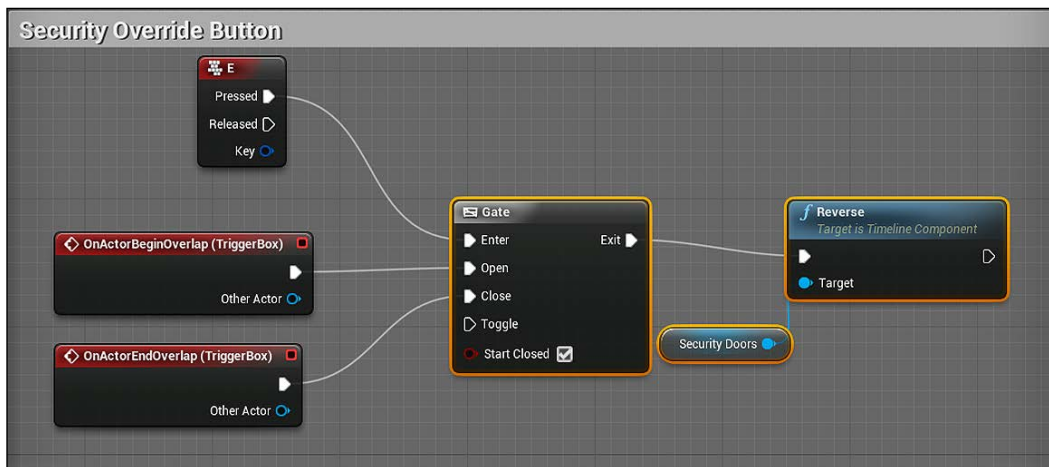 Security Override Button
E
Pressed
Released
Key
OnActorBeginOverlap (TriggerBox)
Other Actor
OnActorEndOverlap (TriggerBox)
Other Actor
Gate
Enter Exit
Open
Close
Toggle
Start Closed
Security Doors
f Reverse
Target is Timeline Component
Target